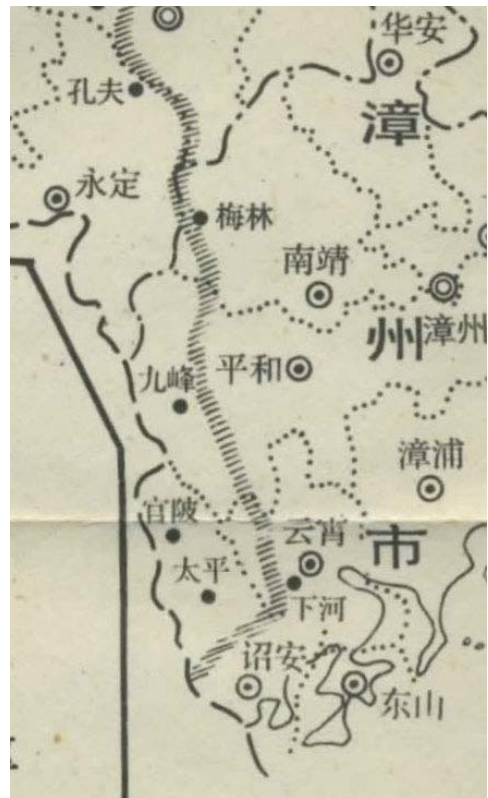 华安
孔夫
漳
永定
梅林
南靖
州
漳州
平和
九峰
漳浦
官陂
云霄
市
太平
下河
诏安
东山